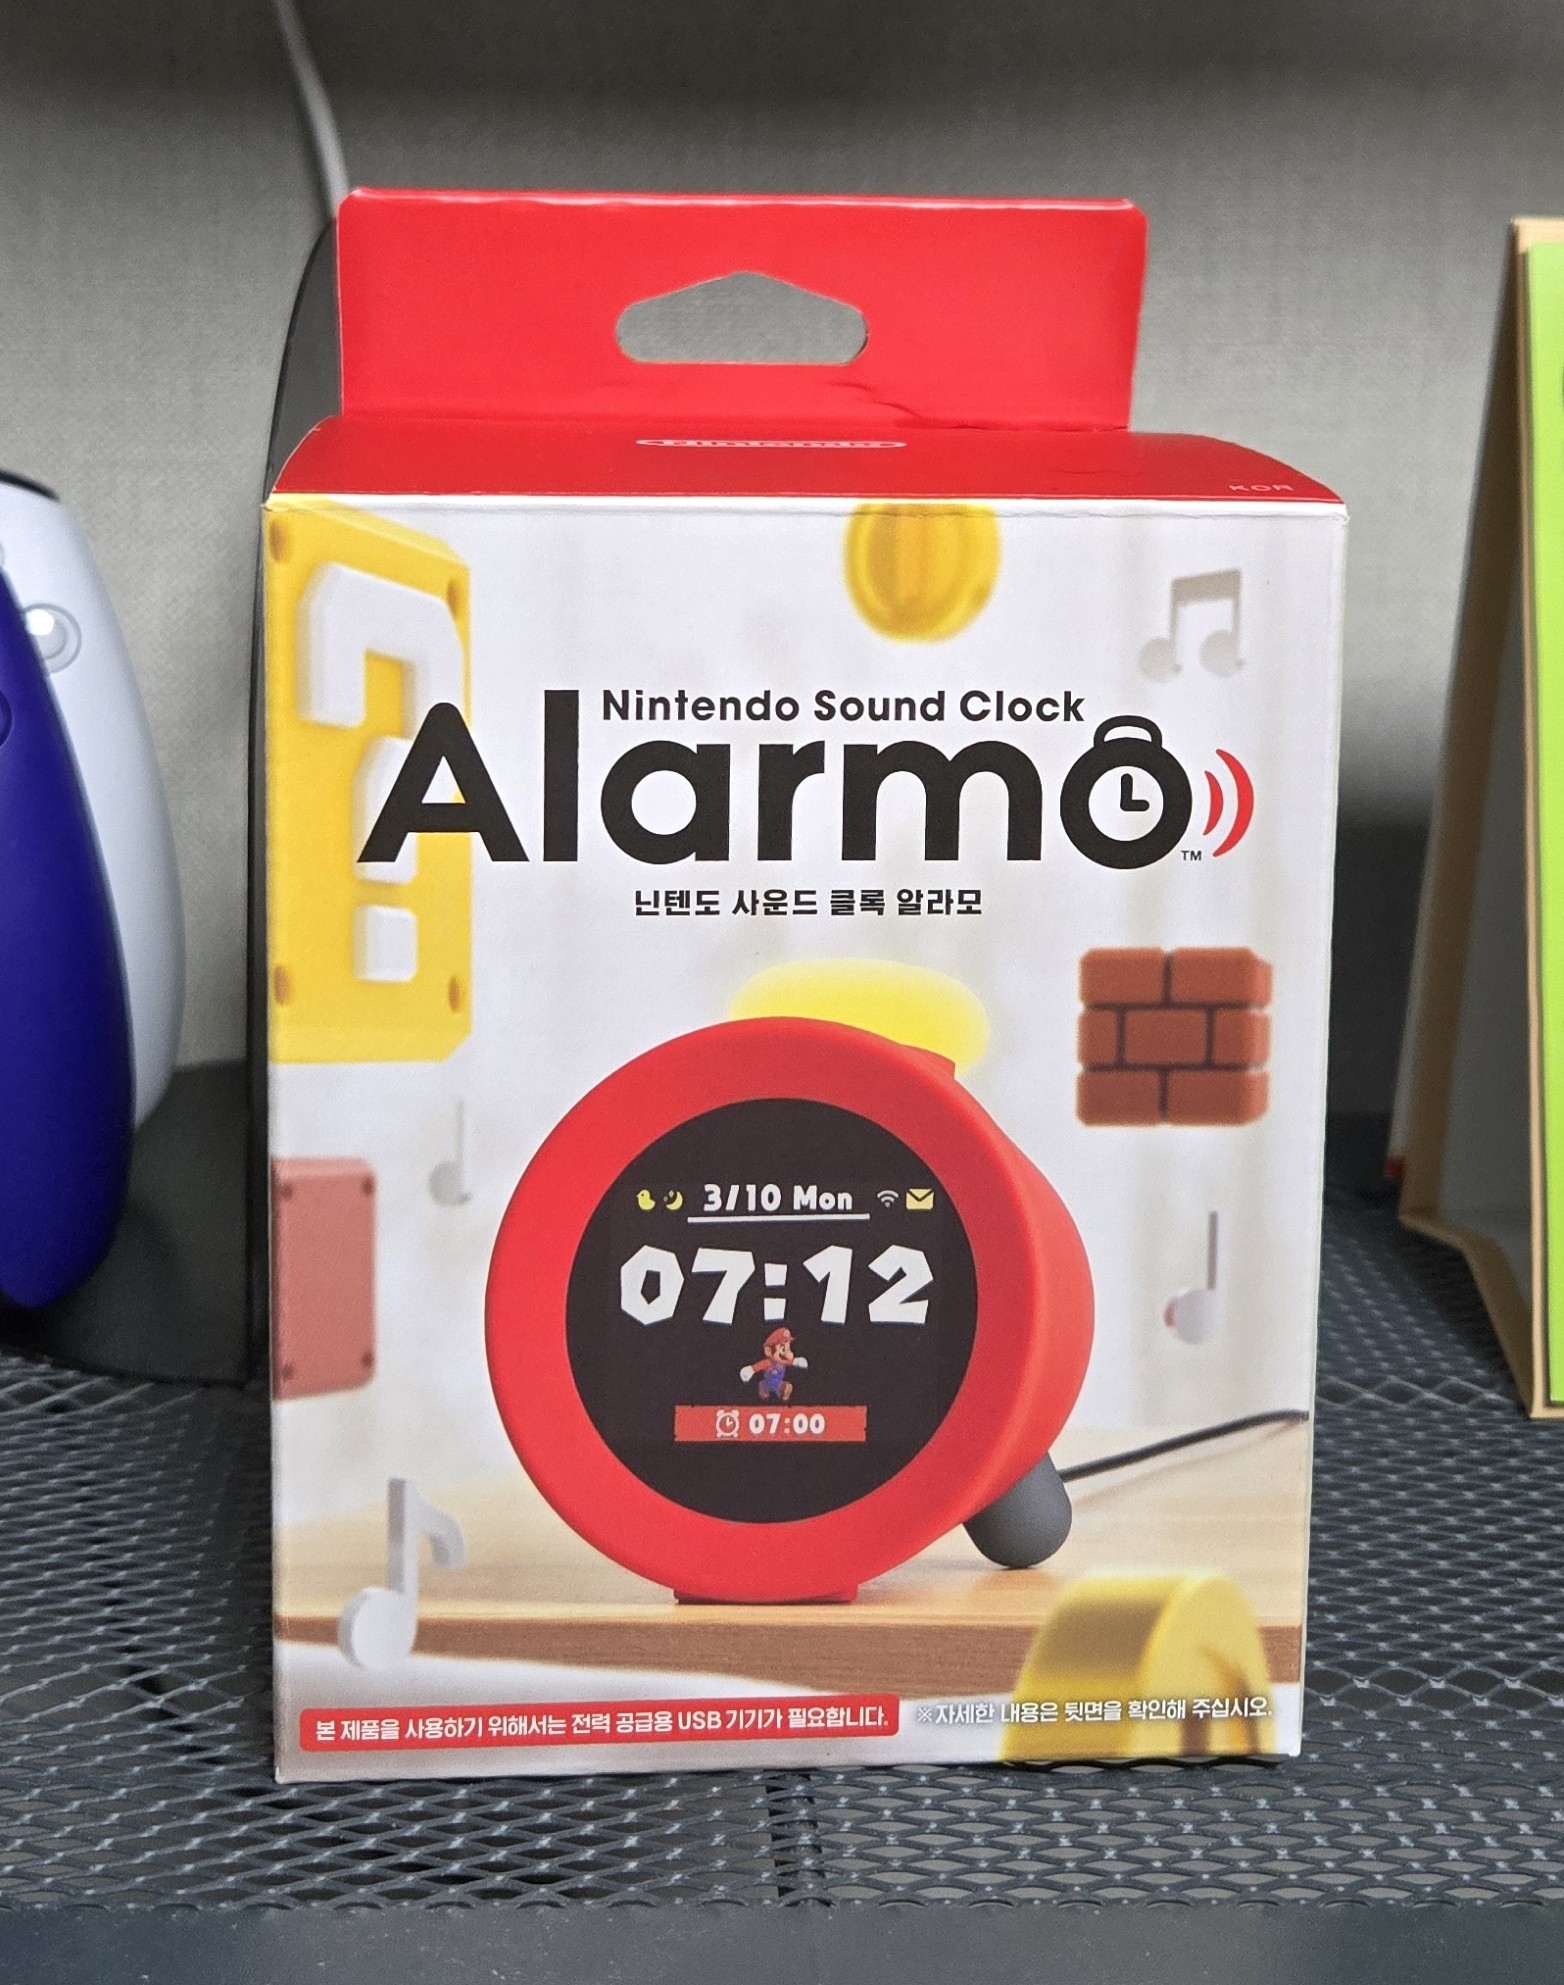 Nintendo
KOR
Nintendo Sound Clock
Alarmo
TM
닌텐도 사운드 클록 알라모
3/10 Mon
07:12
07:00
본 제품을 사용하기 위해서는 전력 공급용 USB 기기가 필요합니다.
※자세한 내용은 뒷면을 확인해 주십시오.